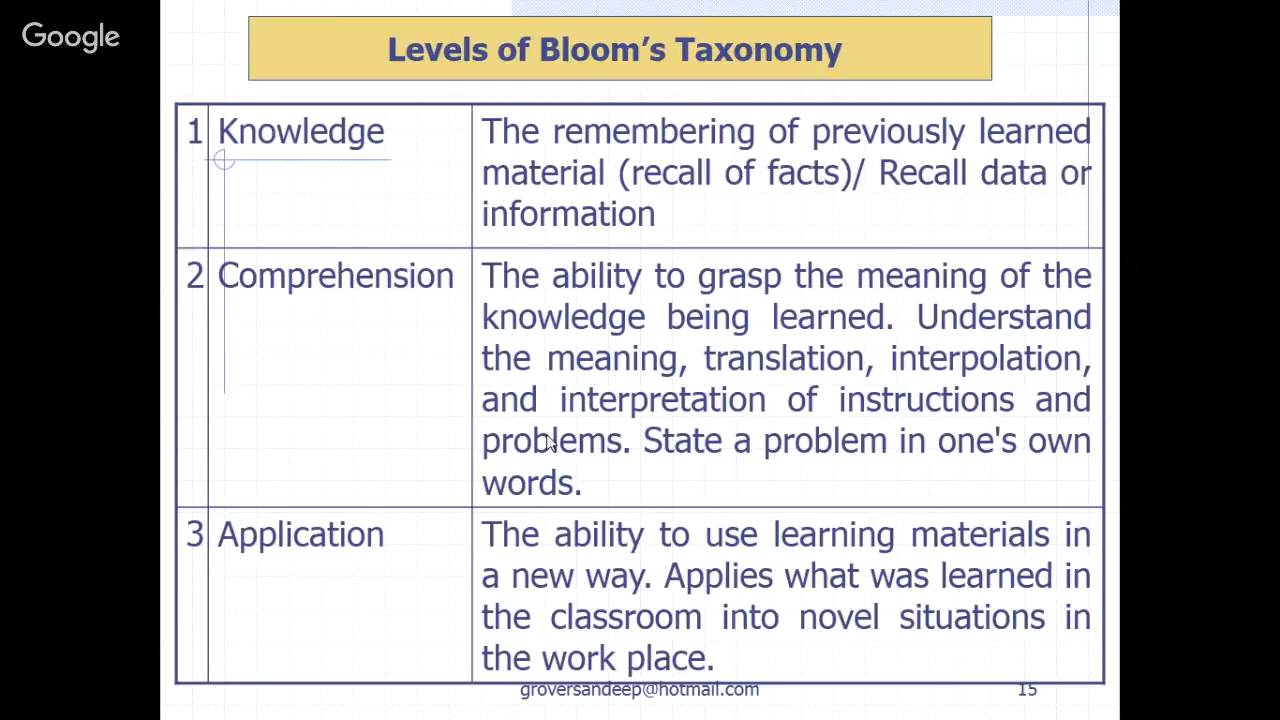 Google
Levels of Bloom's Taxonomy
1 Knowledge
The remembering of previously learned
material (recall of facts)/ Recall data or
information
2 Comprehension
The ability to grasp the meaning of the
knowledge being learned. Understand
the meaning, translation, interpolation,
and interpretation of instructions and
problems. State a problem in one's own
words.
3 Application
The ability to use learning materials in
a new way. Applies what was learned in
the classroom into novel situations in
the work place.
groversandeep@hotmail.com
15